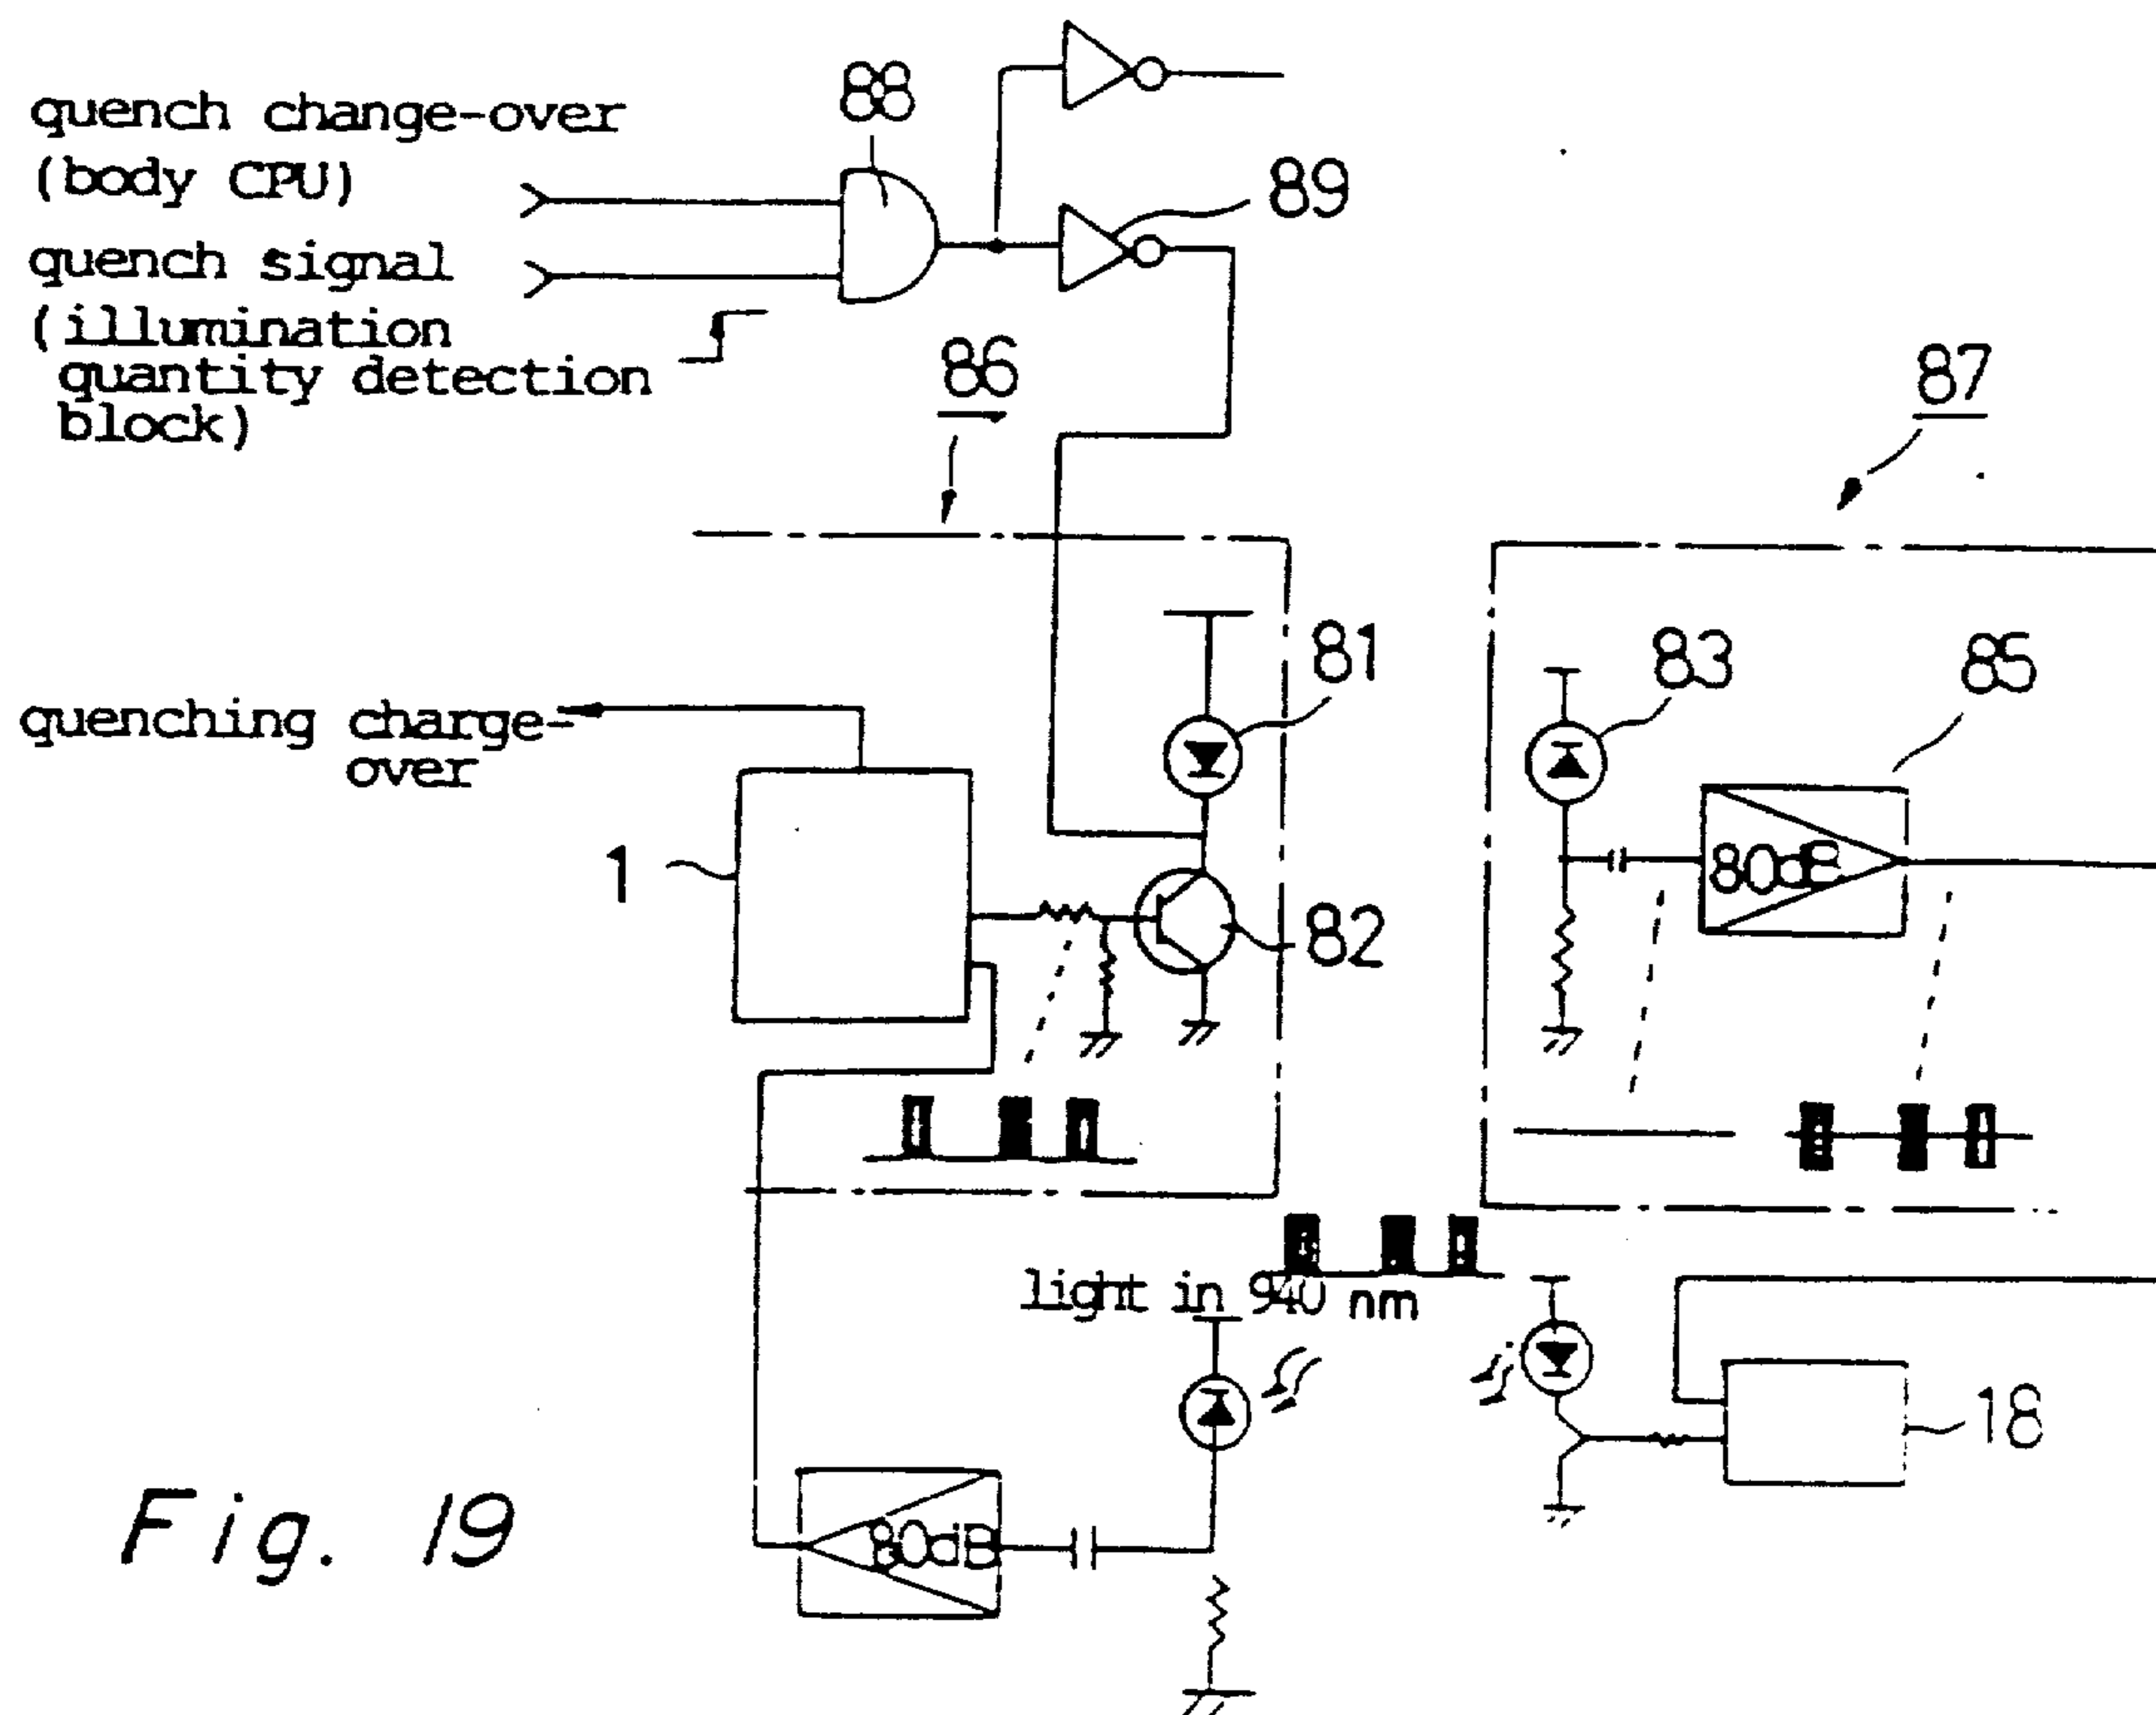 88
quench change-over
(body CPU)
89
quench signal
(illumination
quantity detection
block)
86
87
81
83
85
quenching charge-
over
1
80dB
82
light in 940 nm
18
80dB
Fig. 19